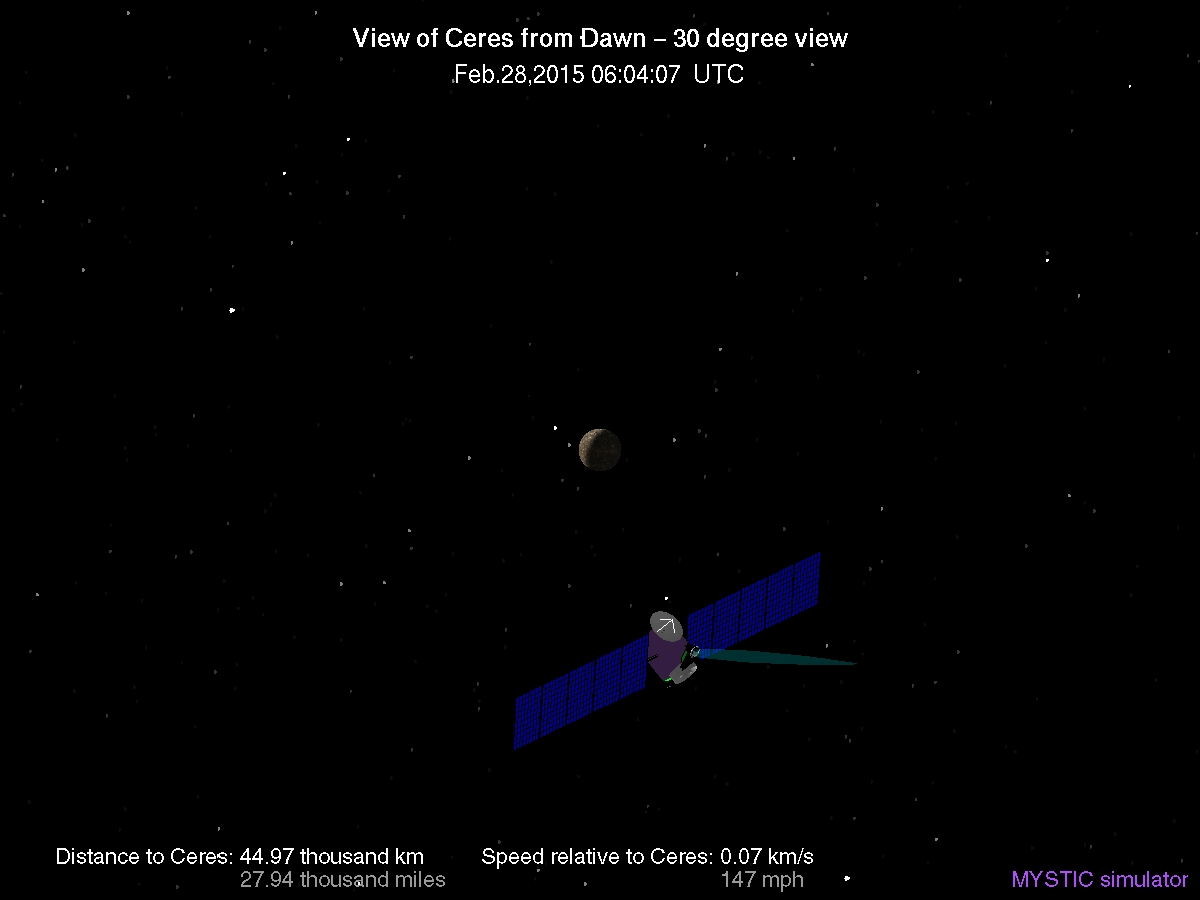 View of Ceres from Dawn – 30 degree view
Feb.28,2015 06:04:07 UTC
Distance to Ceres: 44.97 thousand km
27.94 thousand miles
Speed relative to Ceres: 0.07 km/s
147 mph
MYSTIC simulator